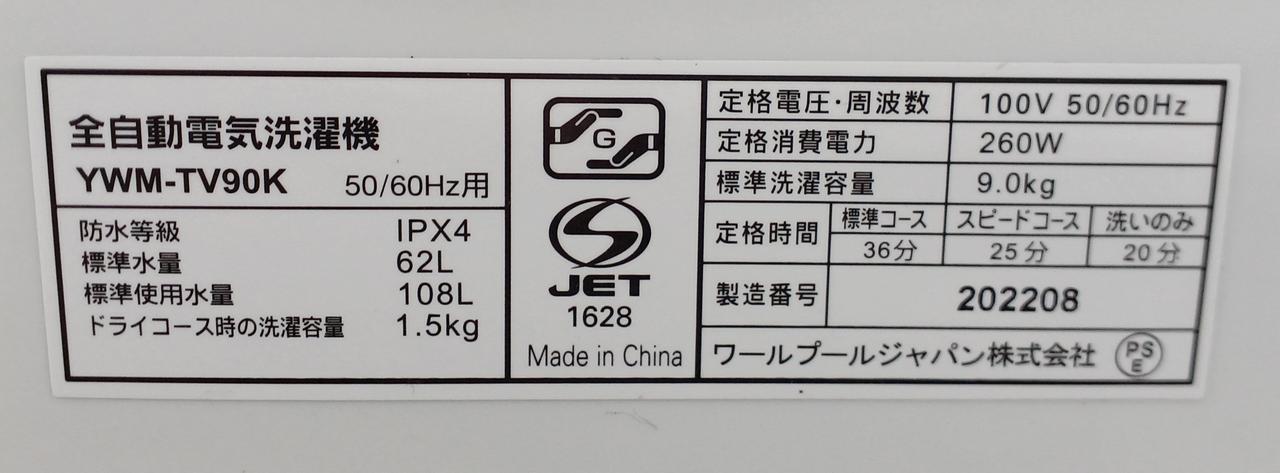 全自動電気洗濯機
YWM-TV90K 50/60Hz用
防水等級 IPX4
標準水量 62L
標準使用水量 108L
ドライコース時の洗濯容量 1.5kg
G
JET
1628
Made in China
定格電圧・周波数 100V 50/60Hz
定格消費電力 260W
標準洗濯容量 9.0kg
定格時間 標準コース スピードコース 洗いのみ
36分 25分 20分
製造番号 202208
ワールプールジャパン株式会社 PSE